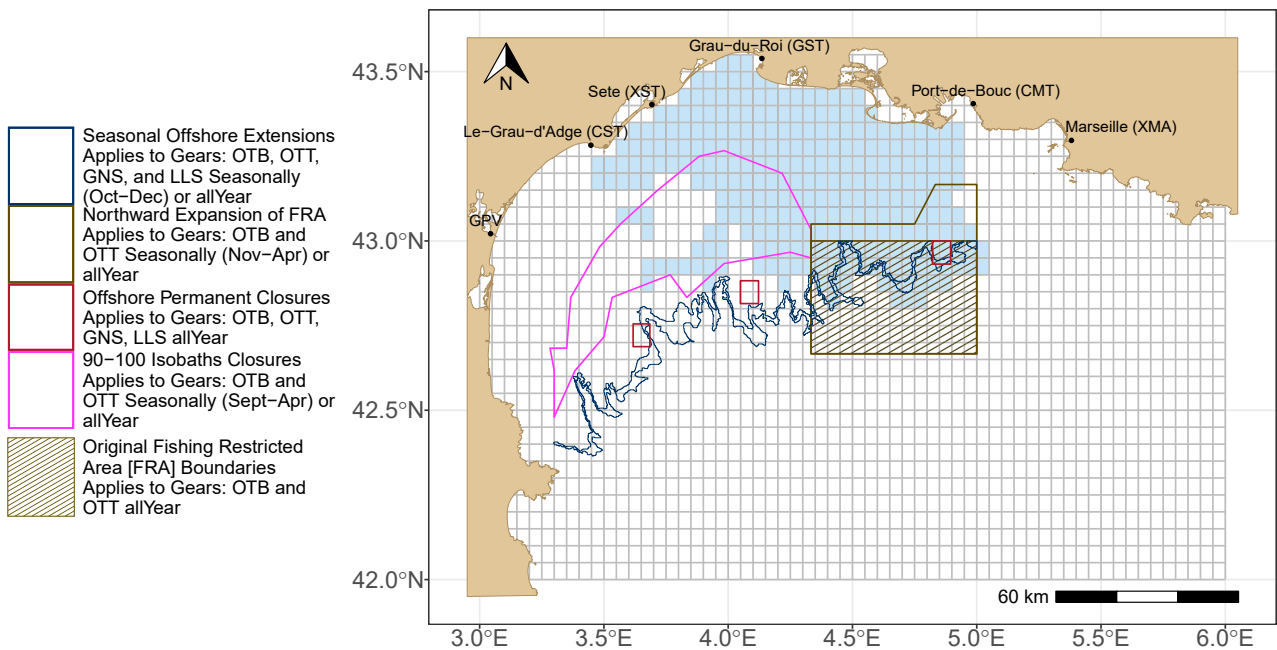 Seasonal Offshore Extensions
Applies to Gears: OTB, OTT,
GNS, and LLS Seasonally
(Oct−Dec) or allYear
Northward Expansion of FRA
Applies to Gears: OTB and
OTT Seasonally (Nov−Apr) or
allYear
Offshore Permanent Closures
Applies to Gears: OTB, OTT,
GNS, LLS allYear
90−100 Isobaths Closures
Applies to Gears: OTB and
OTT Seasonally (Sept−Apr) or
allYear
Original Fishing Restricted
Area [FRA] Boundaries
Applies to Gears: OTB and
OTT allYear
43.5°N
43.0°N
42.5°N
42.0°N
N
Grau−du−Roi (GST)
Sete (XST)
Port−de−Bouc (CMT)
Le−Grau−d'Adge (CST)
Marseille (XMA)
GPV
60 km
3.0°E
3.5°E
4.0°E
4.5°E
5.0°E
5.5°E
6.0°E